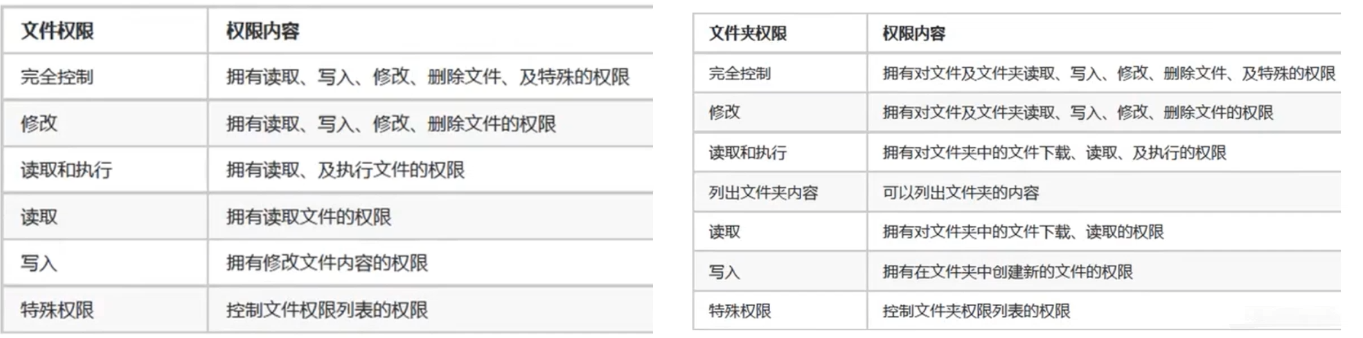 文件权限 权限内容
完全控制 拥有读取、写入、修改、删除文件、及特殊的权限
修改 拥有读取、写入、修改、删除文件的权限
读取和执行 拥有读取、及执行文件的权限
读取 拥有读取文件的权限
写入 拥有修改文件内容的权限
特殊权限 控制文件权限列表的权限
文件夹权限 权限内容
完全控制 拥有对文件及文件夹读取、写入、修改、删除文件、及特殊的权限
修改 拥有对文件及文件夹读取、写入、修改、删除文件的权限
读取和执行 拥有对文件夹中的文件下载、读取、及执行的权限
列出文件夹内容 可以列出文件夹的内容
读取 拥有对文件夹中的文件下载、读取的权限
写入 拥有在文件夹中创建新的文件的权限
特殊权限 控制文件夹权限列表的权限